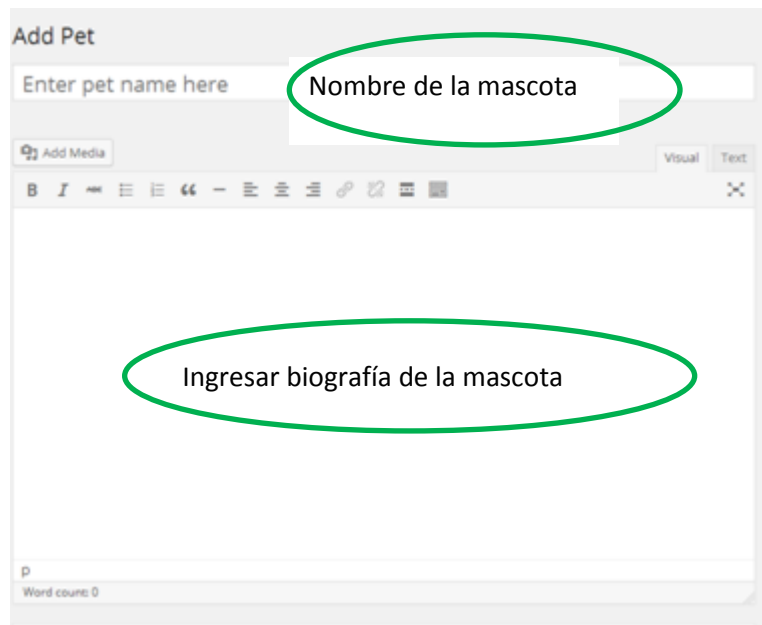 Add Pet
Enter pet name here
Nombre de la mascota
Add Media
Visual Text
B I ABC
Ingresar biografía de la mascota
p
Word count: 0